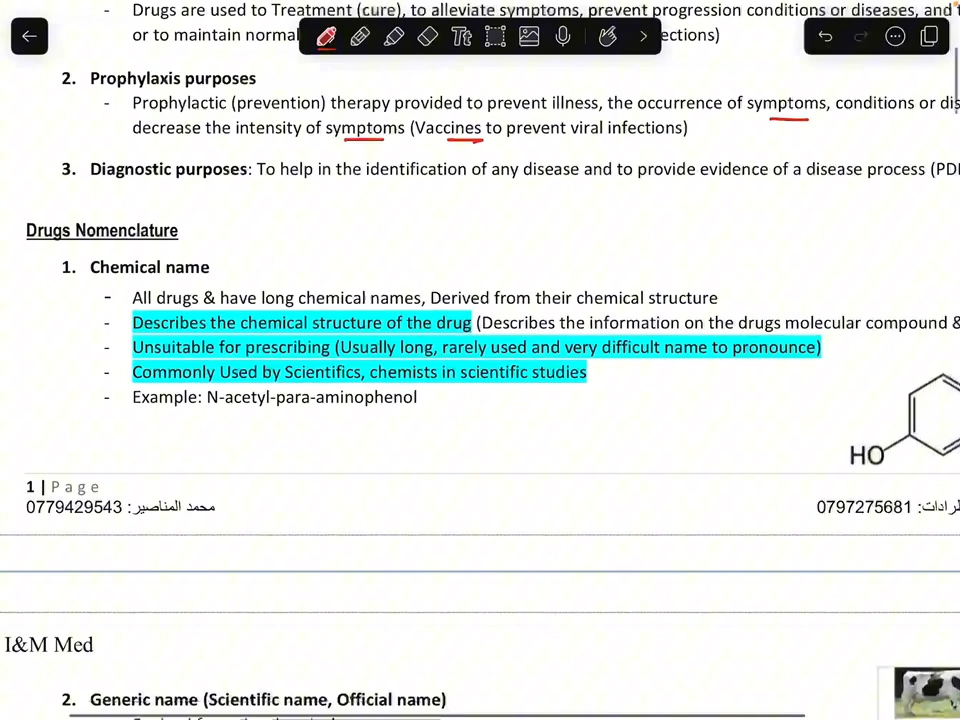 - Drugs are used to Treatment (cure), to alleviate symptoms, prevent progression conditions or diseases, and
or to maintain normal ections)
2. Prophylaxis purposes
- Prophylactic (prevention) therapy provided to prevent illness, the occurrence of symptoms, conditions or dis
decrease the intensity of symptoms (Vaccines to prevent viral infections)
3. Diagnostic purposes: To help in the identification of any disease and to provide evidence of a disease process (PD
Drugs Nomenclature
1. Chemical name
- All drugs & have long chemical names, Derived from their chemical structure
- Describes the chemical structure of the drug (Describes the information on the drugs molecular compound &
- Unsuitable for prescribing (Usually long, rarely used and very difficult name to pronounce)
- Commonly Used by Scientifics, chemists in scientific studies
- Example: N-acetyl-para-aminophenol
HO
1 | Page
محمد المناصير: 0779429543
طرادات: 0797275681
I&M Med
2. Generic name (Scientific name, Official name)